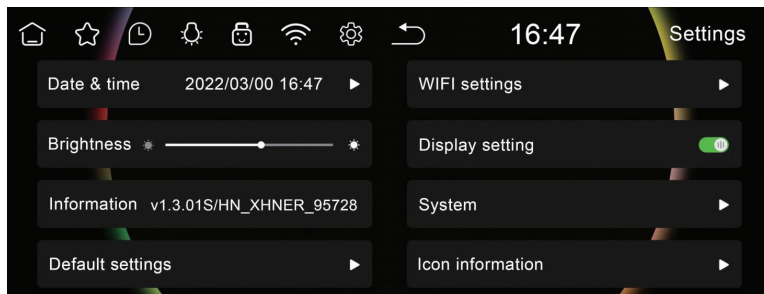 16:47 Settings
Date & time 2022/03/00 16:47
WIFI settings
Brightness
Display setting
Information v1.3.01S/HN_XHNER_95728
System
Default settings
Icon information